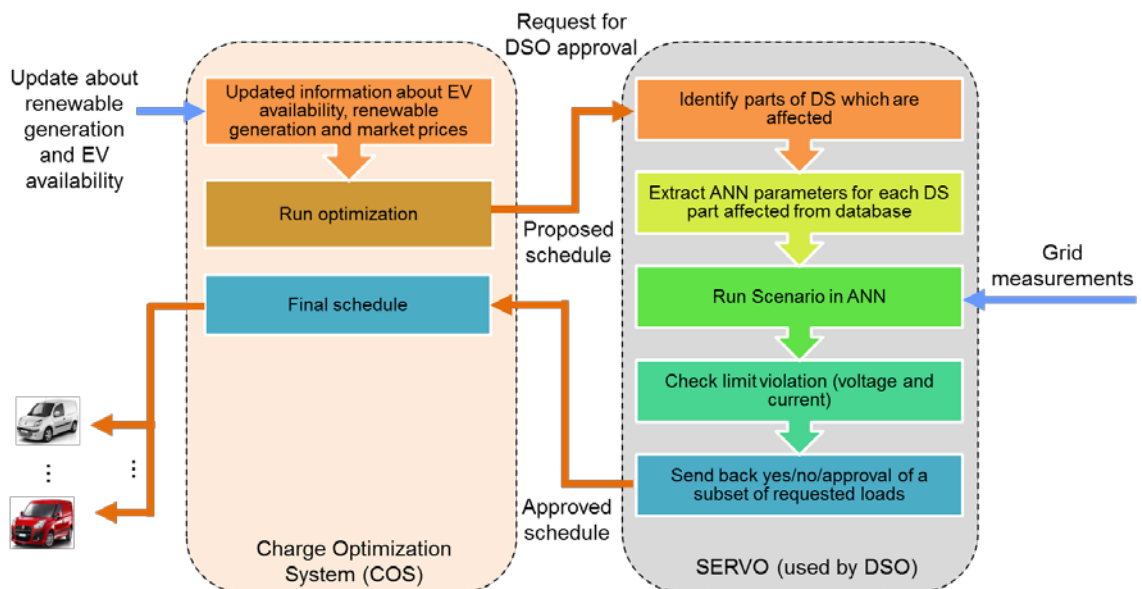 Request for
DSO approval
Update about
renewable
generation
and EV
availability
Updated information about EV
availability, renewable
generation and market prices
Run optimization
Proposed
schedule
Final schedule
Identify parts of DS which are
affected
Extract ANN parameters for each DS
part affected from database
Run Scenario in ANN
Grid
measurements
Check limit violation (voltage and
current)
Send back yes/no/approval of a
subset of requested loads
Approved
schedule
...
...
Charge Optimization
System (COS)
SERVO (used by DSO)